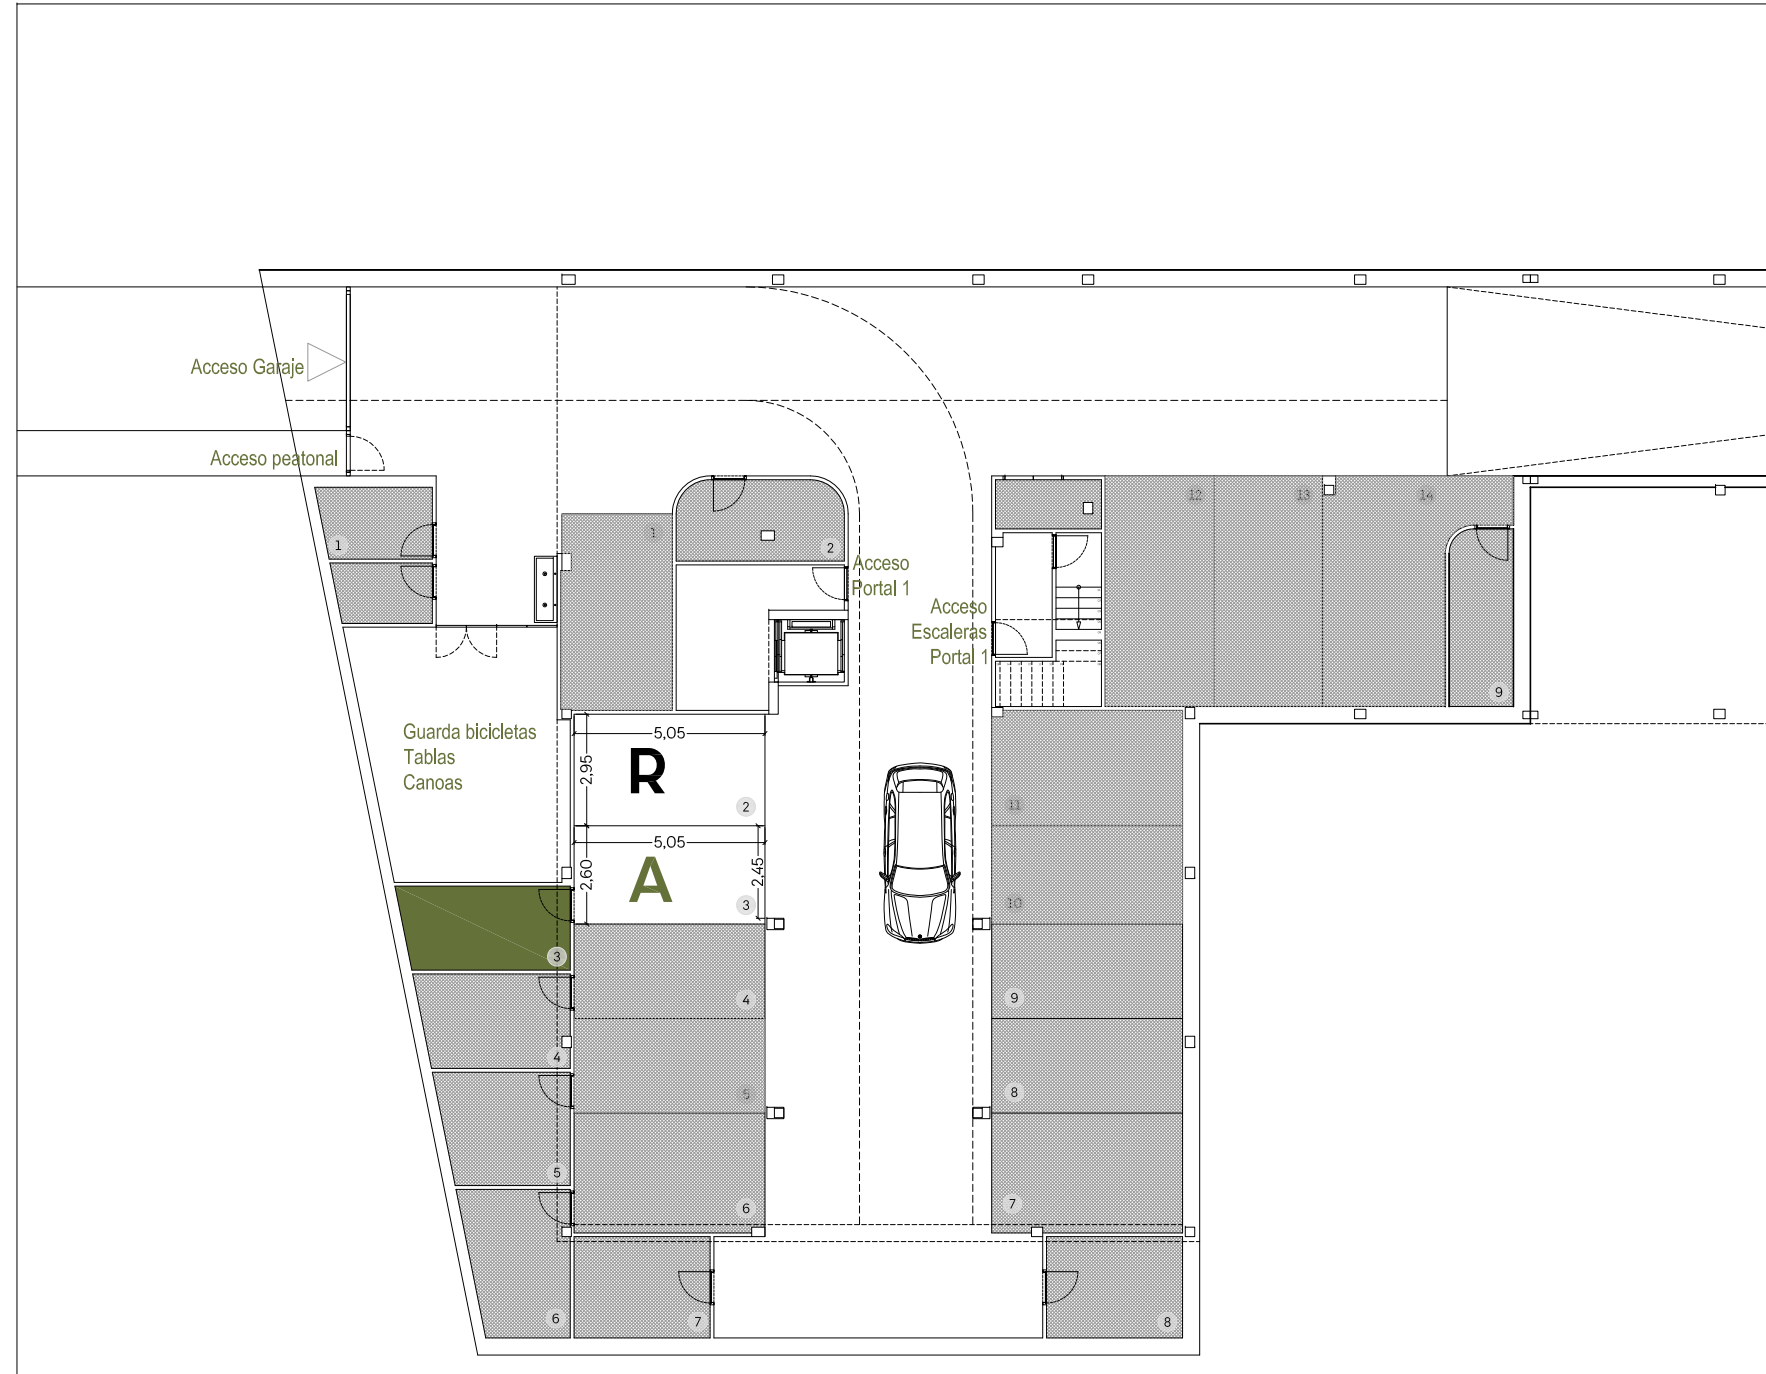 Acceso Garaje
Acceso peatonal
1
1
2
12
13
14
Acceso
Portal 1
Acceso
Escaleras
Portal 1
9
Guarda bicicletas
Tablas
Canoas
5,05
2,95
R
2
11
5,05
2,60
A
2,45
3
10
3
4
9
4
5
8
5
6
7
6
7
8